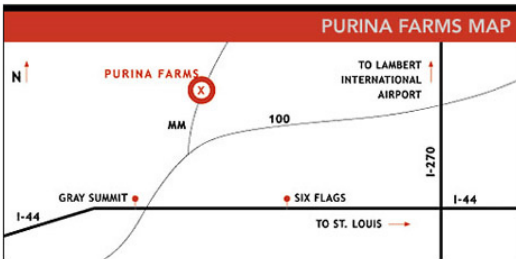 PURINA FARMS MAP
N
PURINA FARMS
X
TO LAMBERT
INTERNATIONAL
AIRPORT
MM
100
I-270
GRAY SUMMIT
SIX FLAGS
I-44
I-44
TO ST. LOUIS